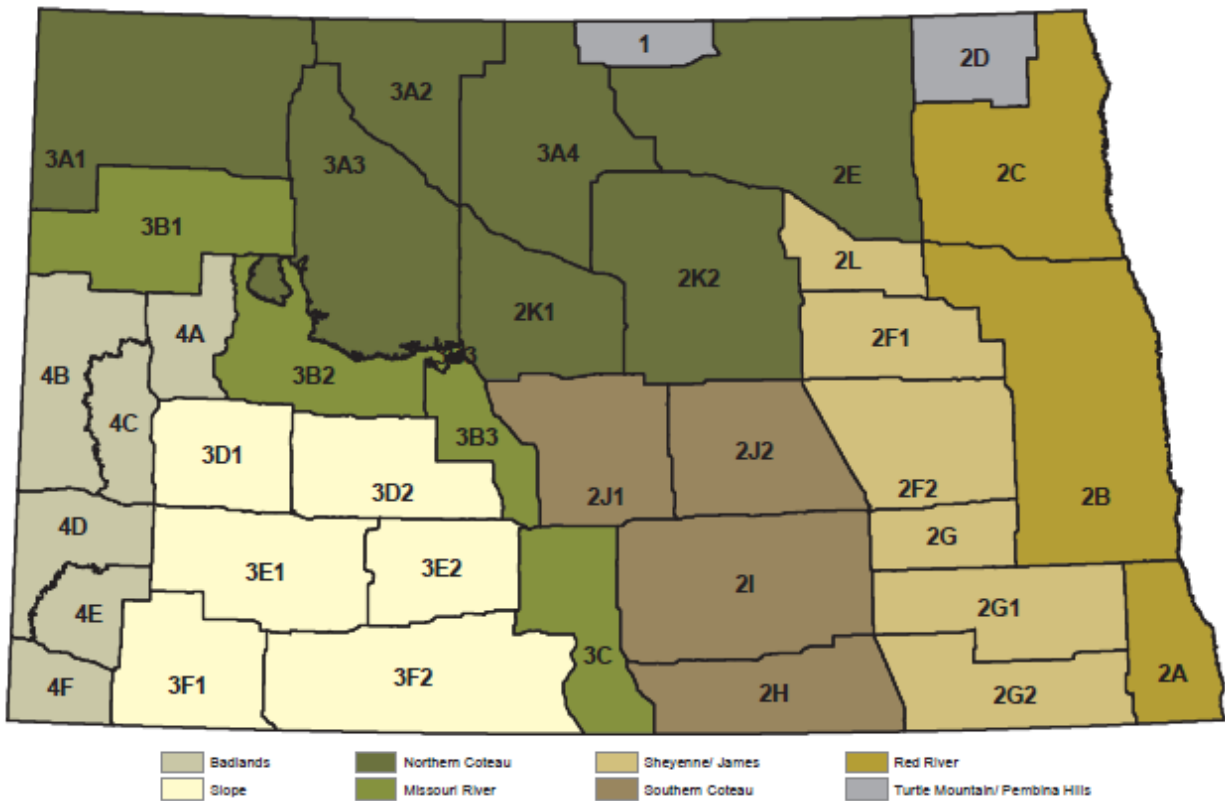 1
2D
3A2
3A1
3A3
3A4
2E
2C
3B1
2L
2K2
2K1
4A
2F1
4B
3B2
4C
3B3
3D1
2J2
3D2
2J1
2F2
2B
4D
2G
3E1
3E2
2I
4E
2G1
3C
4F
3F1
3F2
2H
2G2
2A
Badlands Northern Coteau Sheyenne/ James Red River
Slope Missouri River Southern Coteau Turtle Mountain/ Pembina Hills